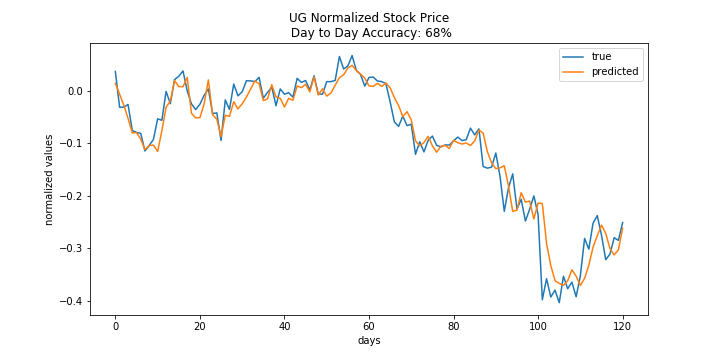 UG Normalized Stock Price
Day to Day Accuracy: 68%
true
predicted
normalized values
0.0
−0.1
−0.2
−0.3
−0.4
0
20
40
60
80
100
120
days